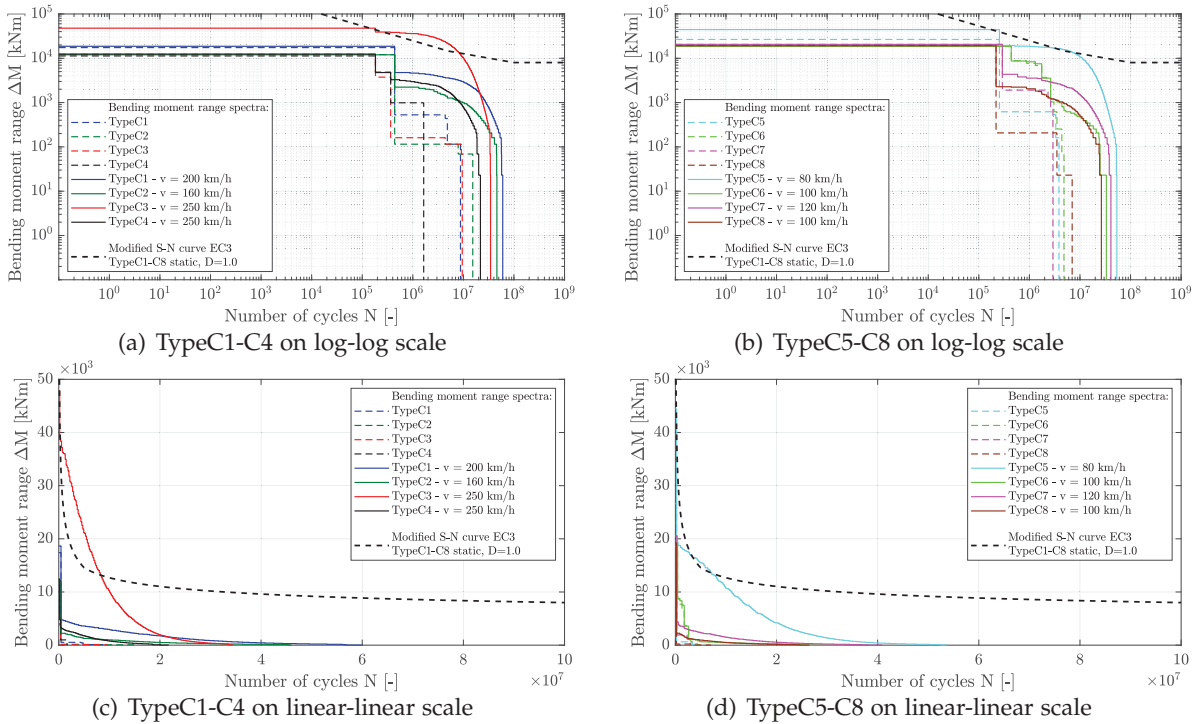 Bending moment range ΔM [kNm]
10^5
10^4
10^3
10^2
10^1
10^0
Bending moment range spectra:
TypeC1
TypeC2
TypeC3
TypeC4
TypeC1 - v = 200 km/h
TypeC2 - v = 160 km/h
TypeC3 - v = 250 km/h
TypeC4 - v = 250 km/h
Modified S-N curve EC3
TypeC1-C8 static, D=1.0
10^0 10^1 10^2 10^3 10^4 10^5 10^6 10^7 10^8 10^9
Number of cycles N [-]
(a) TypeC1-C4 on log-log scale
Bending moment range ΔM [kNm]
10^5
10^4
10^3
10^2
10^1
10^0
Bending moment range spectra:
TypeC5
TypeC6
TypeC7
TypeC8
TypeC5 - v = 80 km/h
TypeC6 - v = 100 km/h
TypeC7 - v = 120 km/h
TypeC8 - v = 100 km/h
Modified S-N curve EC3
TypeC1-C8 static, D=1.0
10^0 10^1 10^2 10^3 10^4 10^5 10^6 10^7 10^8 10^9
Number of cycles N [-]
(b) TypeC5-C8 on log-log scale
×10^3
Bending moment range ΔM [kNm]
50
40
30
20
10
0
Bending moment range spectra:
TypeC1
TypeC2
TypeC3
TypeC4
TypeC1 - v = 200 km/h
TypeC2 - v = 160 km/h
TypeC3 - v = 250 km/h
TypeC4 - v = 250 km/h
Modified S-N curve EC3
TypeC1-C8 static, D=1.0
0 2 4 6 8 10
Number of cycles N [-]
×10^7
(c) TypeC1-C4 on linear-linear scale
×10^3
Bending moment range ΔM [kNm]
50
40
30
20
10
0
Bending moment range spectra:
TypeC5
TypeC6
TypeC7
TypeC8
TypeC5 - v = 80 km/h
TypeC6 - v = 100 km/h
TypeC7 - v = 120 km/h
TypeC8 - v = 100 km/h
Modified S-N curve EC3
TypeC1-C8 static, D=1.0
0 2 4 6 8 10
Number of cycles N [-]
×10^7
(d) TypeC5-C8 on linear-linear scale